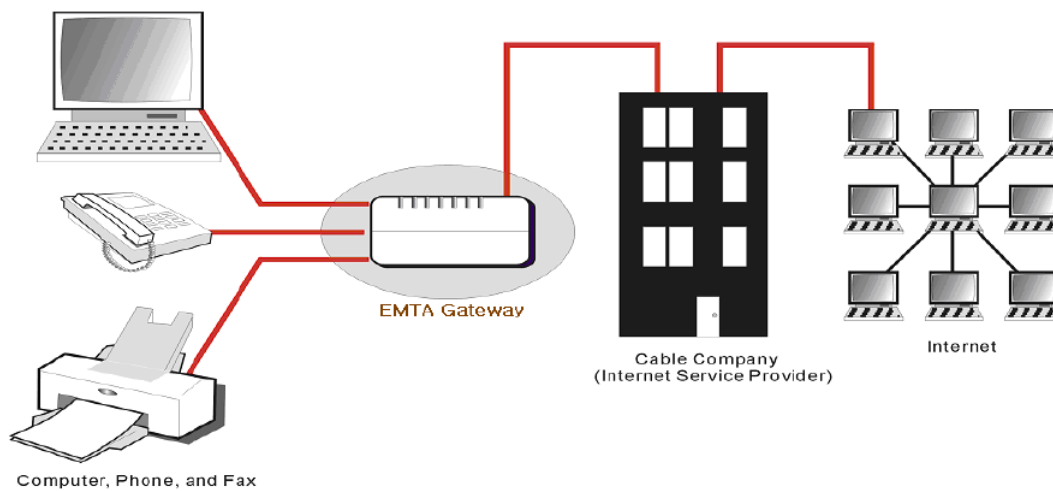 EMTA Gateway
Cable Company
(Internet Service Provider)
Internet
Computer, Phone, and Fax